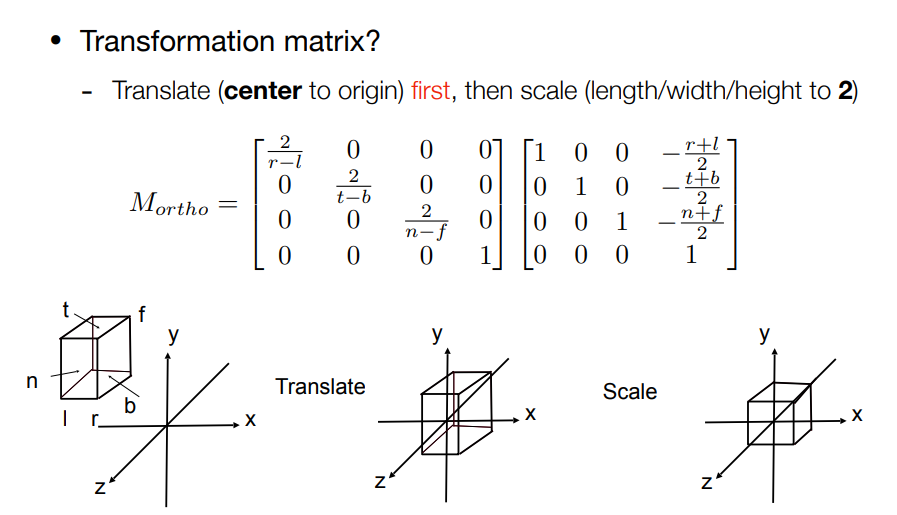 • Transformation matrix?
- Translate (center to origin) first, then scale (length/width/height to 2)
M_{ortho} = \begin{bmatrix} \frac{2}{r-l} & 0 & 0 & 0 \\ 0 & \frac{2}{t-b} & 0 & 0 \\ 0 & 0 & \frac{2}{n-f} & 0 \\ 0 & 0 & 0 & 1 \end{bmatrix} \begin{bmatrix} 1 & 0 & 0 & -\frac{r+l}{2} \\ 0 & 1 & 0 & -\frac{t+b}{2} \\ 0 & 0 & 1 & -\frac{n+f}{2} \\ 0 & 0 & 0 & 1 \end{bmatrix}
t f
y
n
l r b
x
z
Translate
y
x
z
Scale
y
x
z